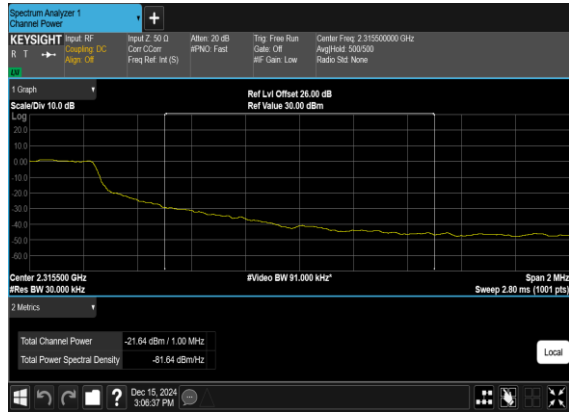 Spectrum Analyzer 1
Channel Power
+
KEYSIGHT
R T
LW
Input: RF
Coupling: DC
Align: Off
Input Z: 50 Ω
Corr CCorr
Freq Ref: Int (S)
Atten: 20 dB
#PNO: Fast
Trig: Free Run
Gate: Off
#IF Gain: Low
Center Freq: 2.315500000 GHz
Avg|Hold: 500/500
Radio Std: None
1 Graph
Scale/Div 10.0 dB
Ref Lvl Offset 26.00 dB
Ref Value 30.00 dBm
Log
20.0
10.0
0.00
-10.0
-20.0
-30.0
-40.0
-50.0
-60.0
Center 2.315500 GHz
#Res BW 30.000 kHz
#Video BW 91.000 kHz*
Span 2 MHz
Sweep 2.80 ms (1001 pts)
2 Metrics
Total Channel Power -21.64 dBm / 1.00 MHz
Total Power Spectral Density -81.64 dBm/Hz
Local
?
Dec 15, 2024
3:06:37 PM